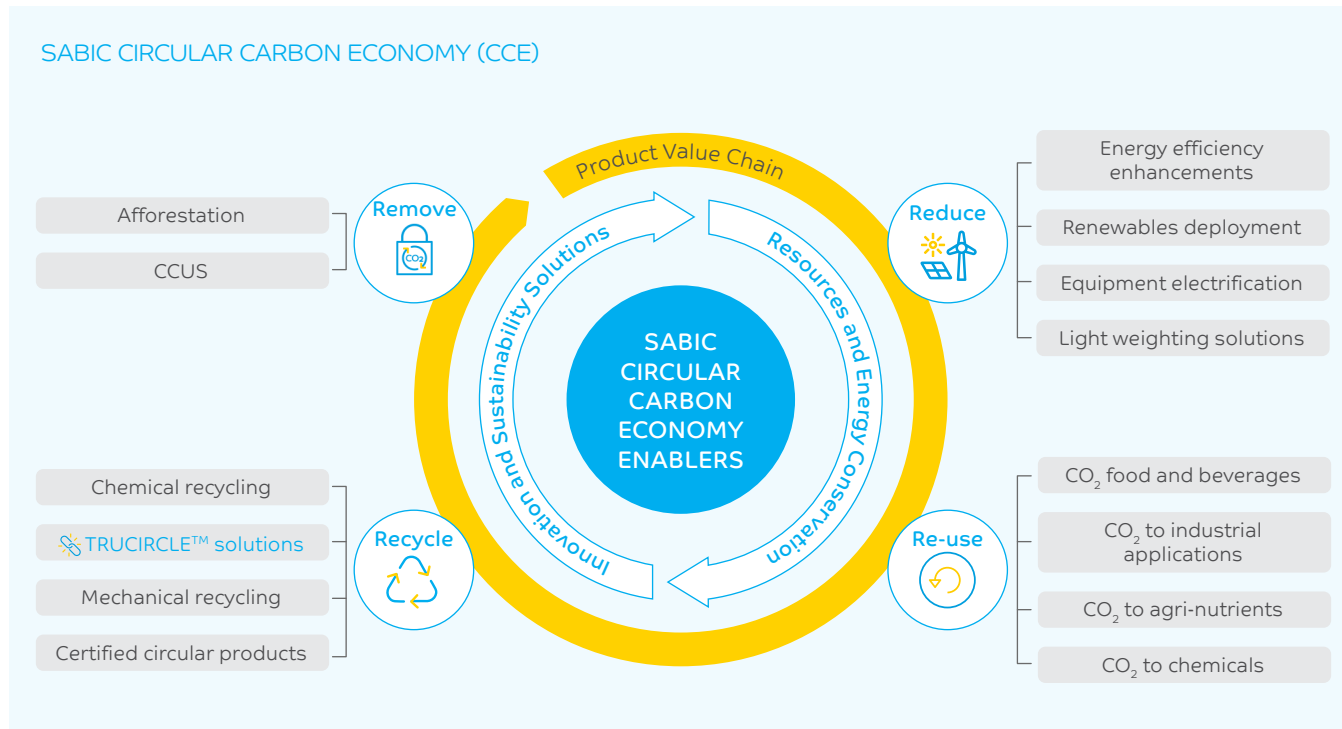 SABIC CIRCULAR CARBON ECONOMY (CCE)
Product Value Chain
Remove
CO2
Afforestation
CCUS
Reduce
Energy efficiency
enhancements
Renewables deployment
Equipment electrification
Light weighting solutions
Innovation and Sustainability Solutions
Resources and Energy Conservation
SABIC
CIRCULAR
CARBON
ECONOMY
ENABLERS
Recycle
Chemical recycling
TRUCIRCLE™ solutions
Mechanical recycling
Certified circular products
Re-use
CO₂ food and beverages
CO₂ to industrial
applications
CO₂ to agri-nutrients
CO₂ to chemicals